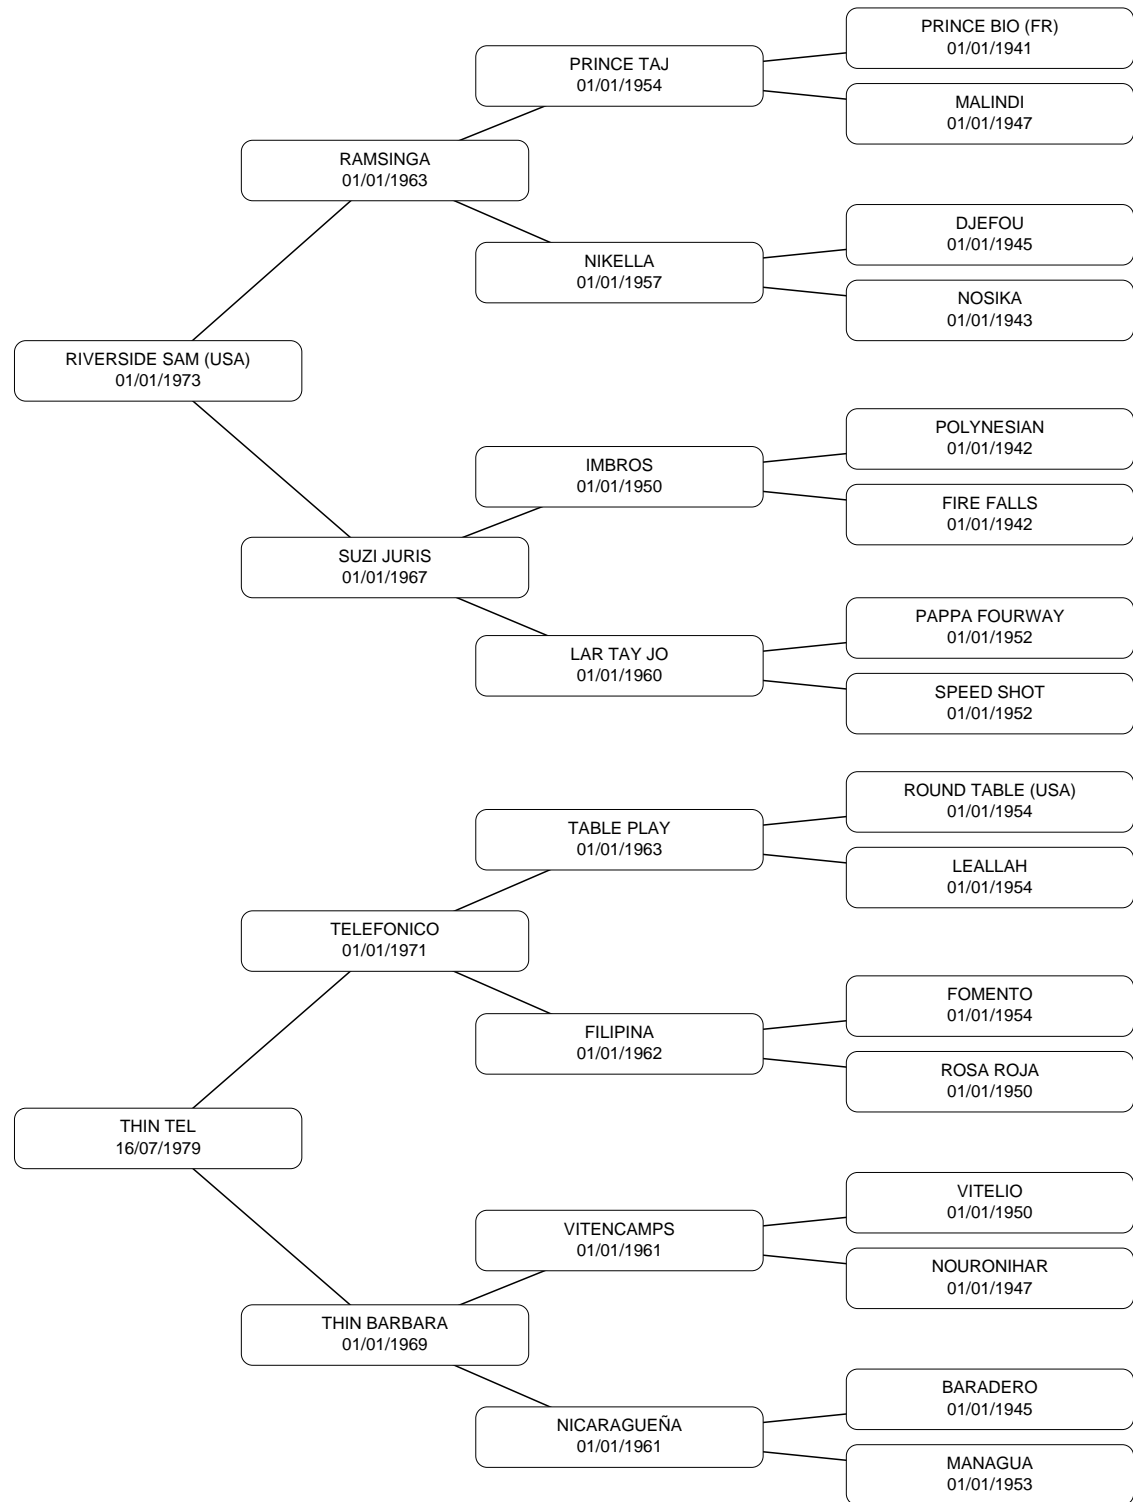 PRINCE BIO (FR)
01/01/1941
PRINCE TAJ
01/01/1954
MALINDI
01/01/1947
RAMSINGA
01/01/1963
DJEFOU
01/01/1945
NIKELLA
01/01/1957
NOSIKA
01/01/1943
RIVERSIDE SAM (USA)
01/01/1973
POLYNESIAN
01/01/1942
IMBROS
01/01/1950
FIRE FALLS
01/01/1942
SUZI JURIS
01/01/1967
PAPPA FOURWAY
01/01/1952
LAR TAY JO
01/01/1960
SPEED SHOT
01/01/1952
ROUND TABLE (USA)
01/01/1954
TABLE PLAY
01/01/1963
LEALLAH
01/01/1954
TELEFONICO
01/01/1971
FOMENTO
01/01/1954
FILIPINA
01/01/1962
ROSA ROJA
01/01/1950
THIN TEL
16/07/1979
VITELIO
01/01/1950
VITENCAMPS
01/01/1961
NOURONIHAR
01/01/1947
THIN BARBARA
01/01/1969
BARADERO
01/01/1945
NICARAGUEÑA
01/01/1961
MANAGUA
01/01/1953